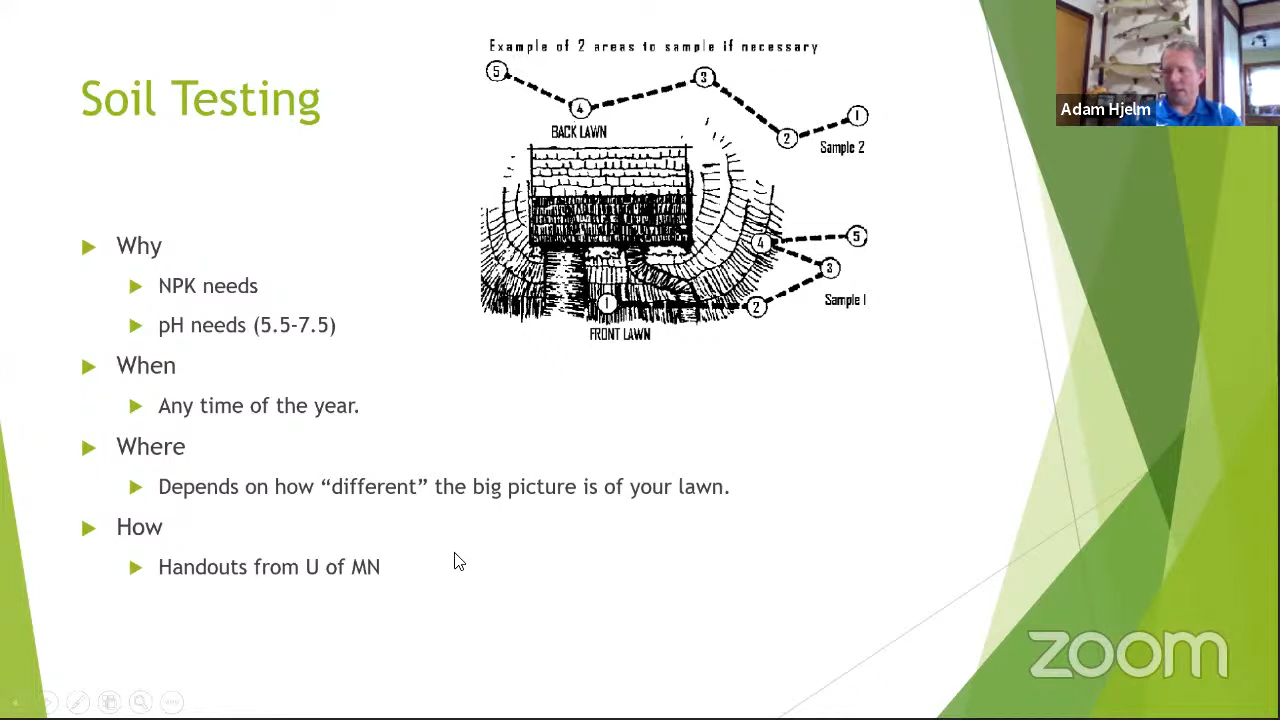 Example of 2 areas to sample if necessary
5
3
4
1
2
BACK LAWN
Sample 2
Adam Hjelm
Soil Testing
4
5
3
1
2
Sample 1
FRONT LAWN
Why
NPK needs
pH needs (5.5-7.5)
When
Any time of the year.
Where
Depends on how “different” the big picture is of your lawn.
How
Handouts from U of MN
zoom